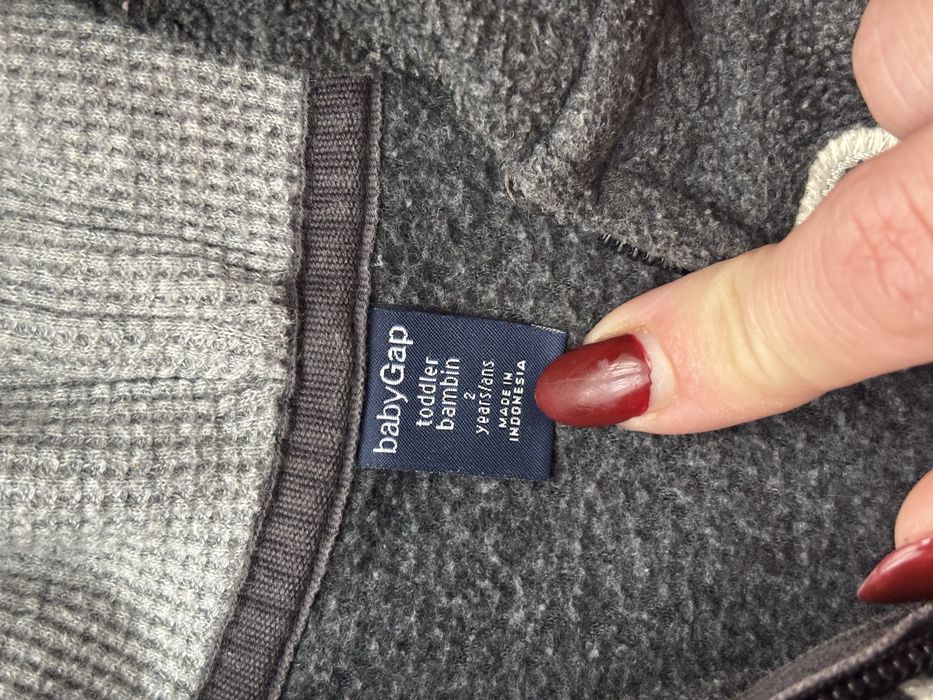 babyGap
toddler
bambin
2
years/ans
MADE IN
INDONESIA